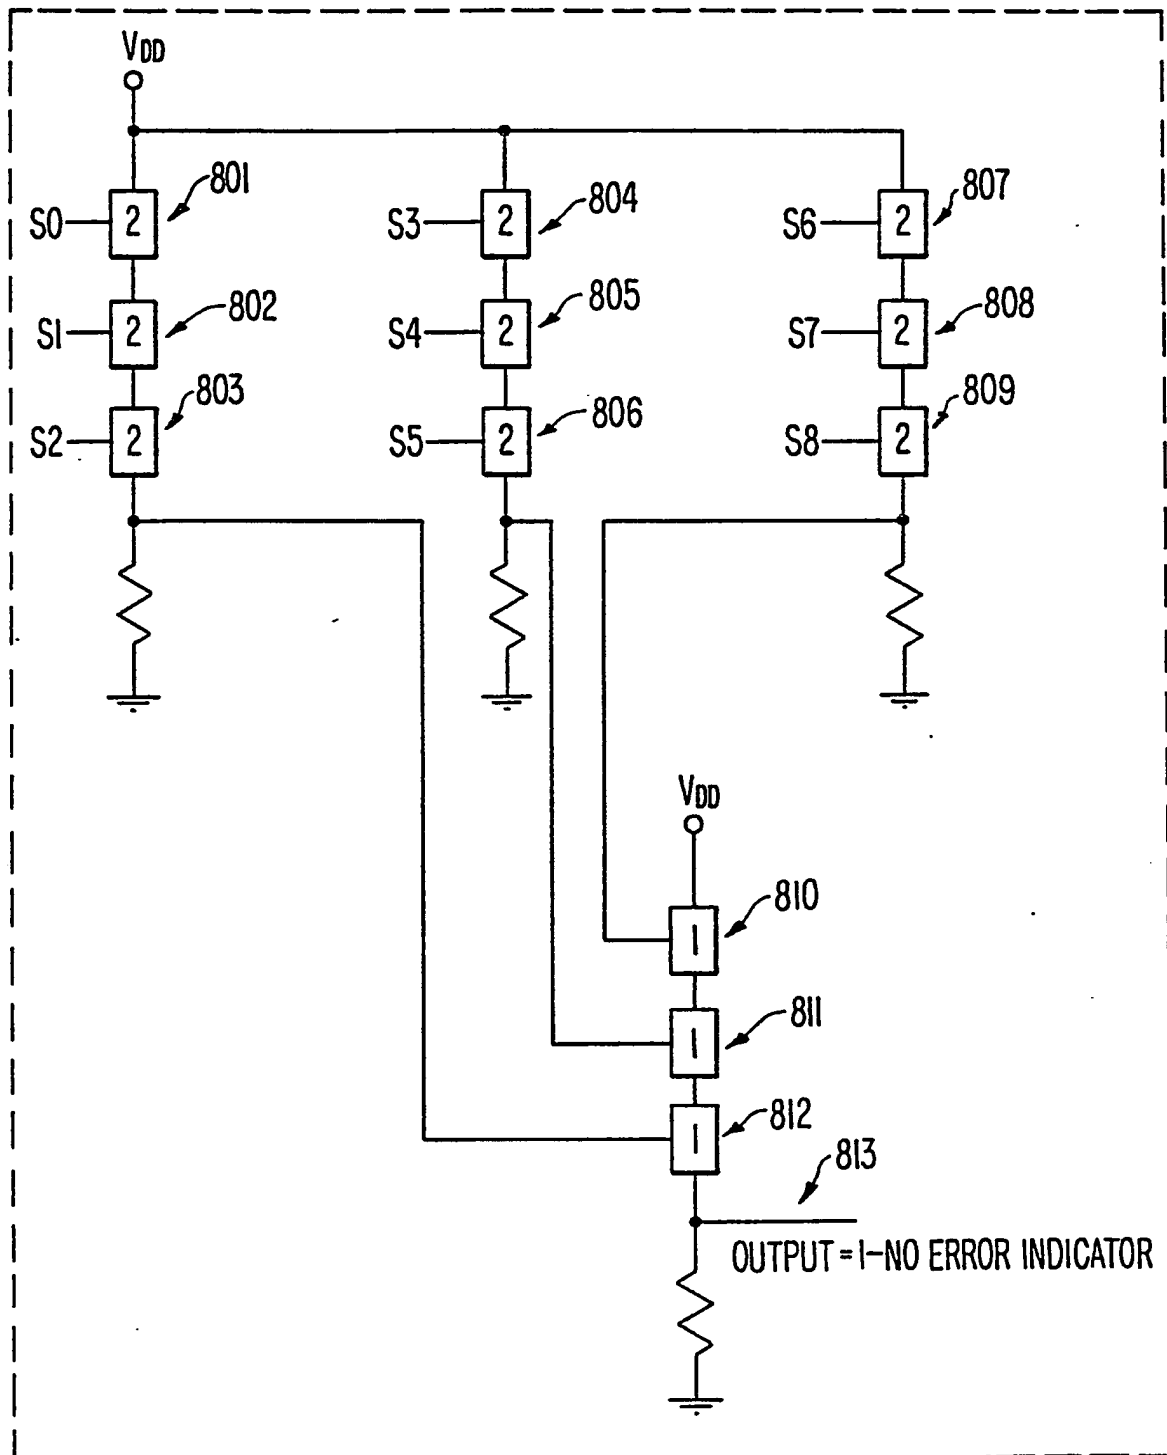 VDD
801
804
807
S0 2
S3 2
S6 2
802
805
808
S1 2
S4 2
S7 2
803
806
809
S2 2
S5 2
S8 2
VDD
810
1
811
1
812
1
813
OUTPUT = 1-NO ERROR INDICATOR